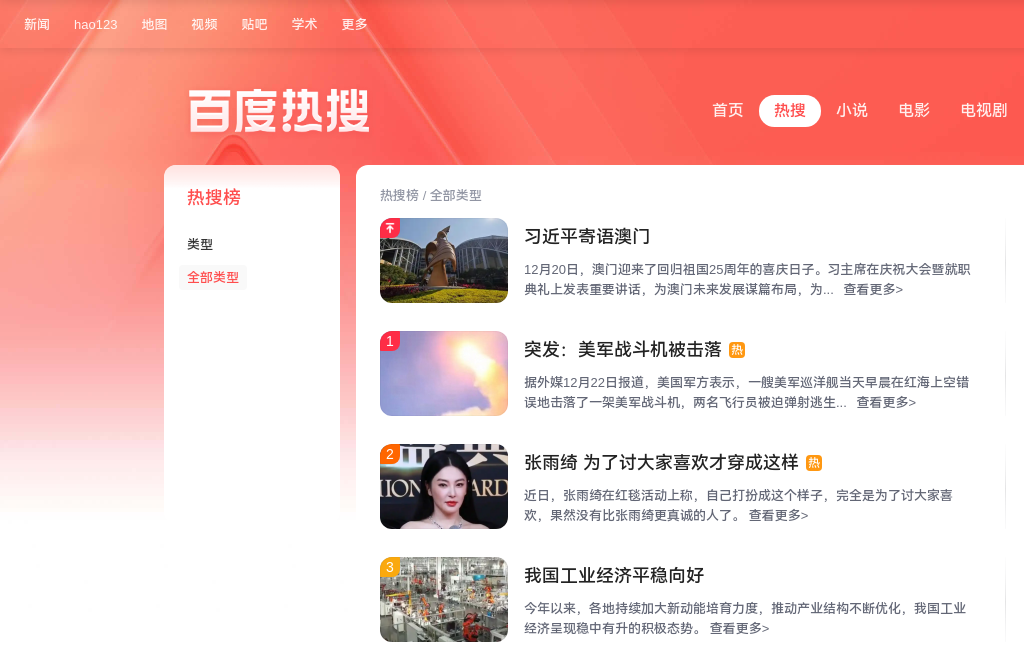 新闻 hao123 地图 视频 贴吧 学术 更多
百度热搜
首页 热搜 小说 电影 电视剧
热搜榜
类型
全部类型
热搜榜 / 全部类型
习近平寄语澳门
12月20日，澳门迎来了回归祖国25周年的喜庆日子。习主席在庆祝大会暨就职
典礼上发表重要讲话，为澳门未来发展谋篇布局，为... 查看更多>
1
突发：美军战斗机被击落 热
据外媒12月22日报道，美国军方表示，一艘美军巡洋舰当天早晨在红海上空错
误地击落了一架美军战斗机，两名飞行员被迫弹射逃生... 查看更多>
2
张雨绮 为了讨大家喜欢才穿成这样 热
近日，张雨绮在红毯活动上称，自己打扮成这个样子，完全是为了讨大家喜
欢，果然没有比张雨绮更真诚的人了。 查看更多>
3
我国工业经济平稳向好
今年以来，各地持续加大新动能培育力度，推动产业结构不断优化，我国工业
经济呈现稳中有升的积极态势。 查看更多>